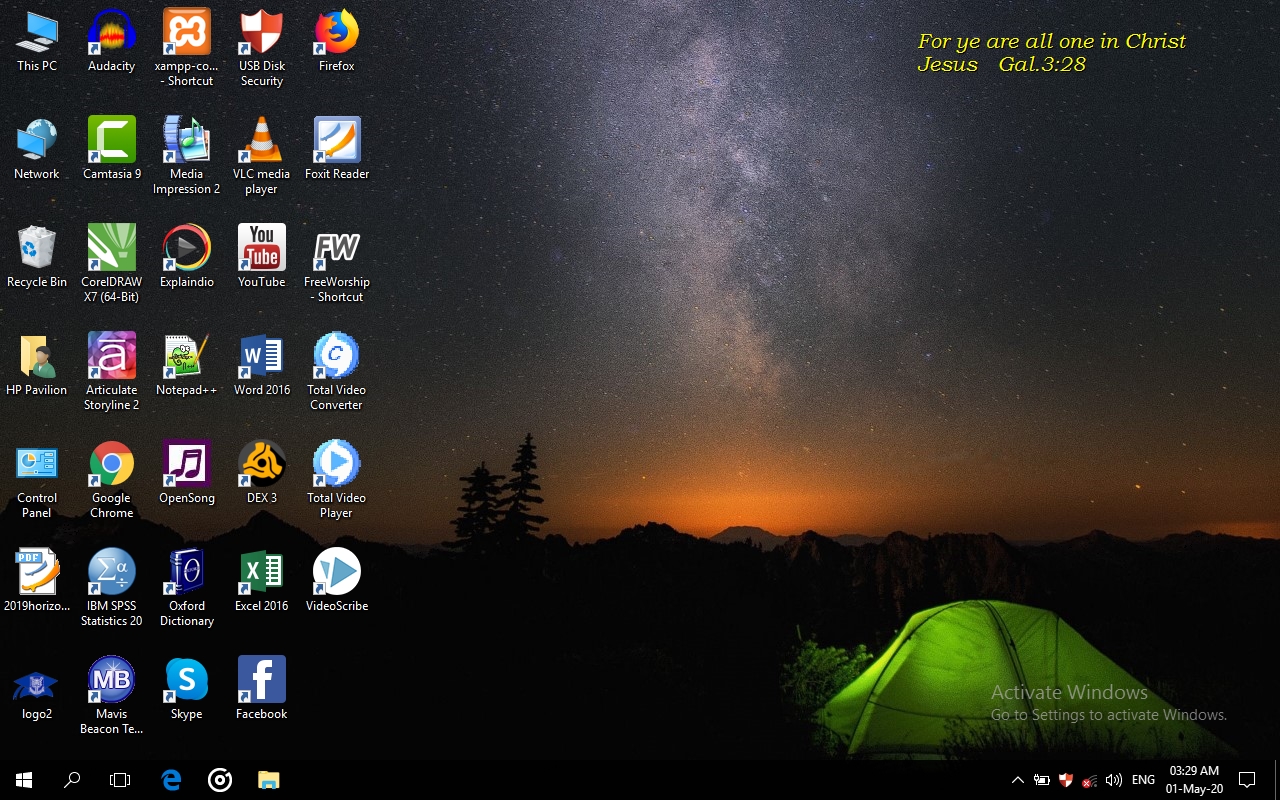 This PC
Audacity
xampp-co...
- Shortcut
USB Disk
Security
Firefox
For ye are all one in Christ
Jesus Gal.3:28
Network
Camtasia 9
Media
Impression 2
VLC media
player
Foxit Reader
You
Tube
FW
Recycle Bin
CorelDRAW
X7 (64-Bit)
Explaindio
YouTube
FreeWorship
- Shortcut
HP Pavilion
Articulate
Storyline 2
Notepad++
Word 2016
Total Video
Converter
Control
Panel
Google
Chrome
OpenSong
DEX 3
Total Video
Player
PDF
2019horizo...
IBM SPSS
Statistics 20
Oxford
Dictionary
Excel 2016
VideoScribe
MB
logo2
Mavis
Beacon Te...
Skype
Facebook
Activate Windows
Go to Settings to activate Windows.
ENG
03:29 AM
01-May-20